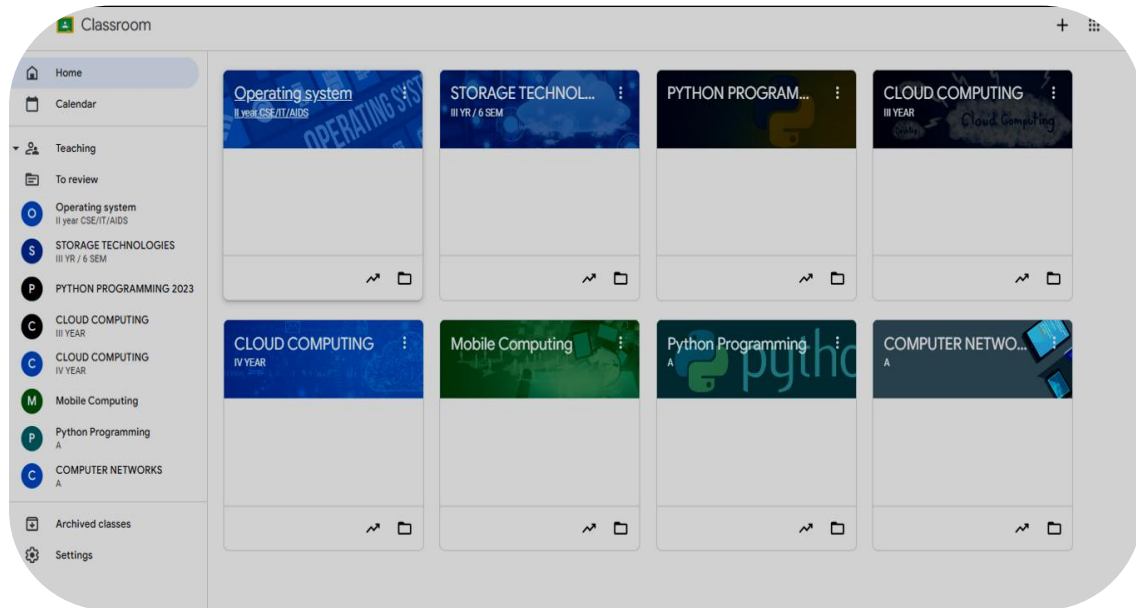 Classroom
Home
Calendar
Teaching
To review
O
Operating system
II year CSE/IT/AIDS
S
STORAGE TECHNOLOGIES
III YR / 6 SEM
P
PYTHON PROGRAMMING 2023
C
CLOUD COMPUTING
III YEAR
C
CLOUD COMPUTING
IV YEAR
M
Mobile Computing
P
Python Programming
A
C
COMPUTER NETWORKS
A
Archived classes
Settings
Operating system
II year CSE/IT/AIDS
OPERATING SYST
STORAGE TECHNOL...
III YR / 6 SEM
PYTHON PROGRAM...
CLOUD COMPUTING
III YEAR
Cloud Computing
CLOUD COMPUTING
IV YEAR
Mobile Computing
Python Programming
A
pytho
COMPUTER NETWO...
A